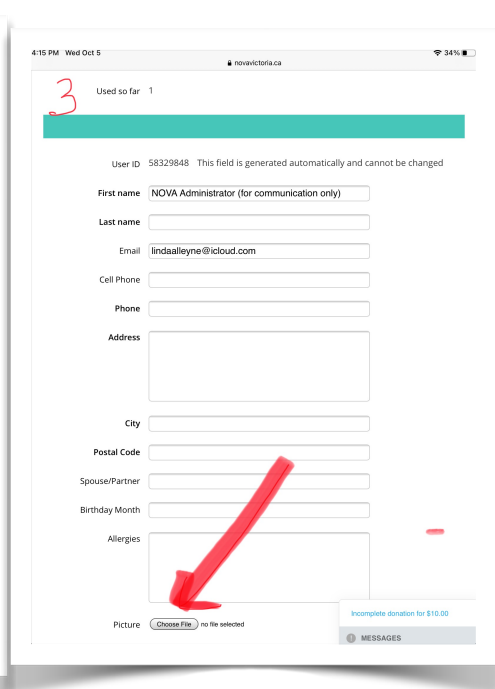 4:15 PM Wed Oct 5
34%
novavictoria.ca
3
Used so far 1
User ID 58329848 This field is generated automatically and cannot be changed
First name NOVA Administrator (for communication only)
Last name
Email lindaalleyne@icloud.com
Cell Phone
Phone
Address
City
Postal Code
Spouse/Partner
Birthday Month
Allergies
Picture Choose File no file selected
Incomplete donation for $10.00
MESSAGES